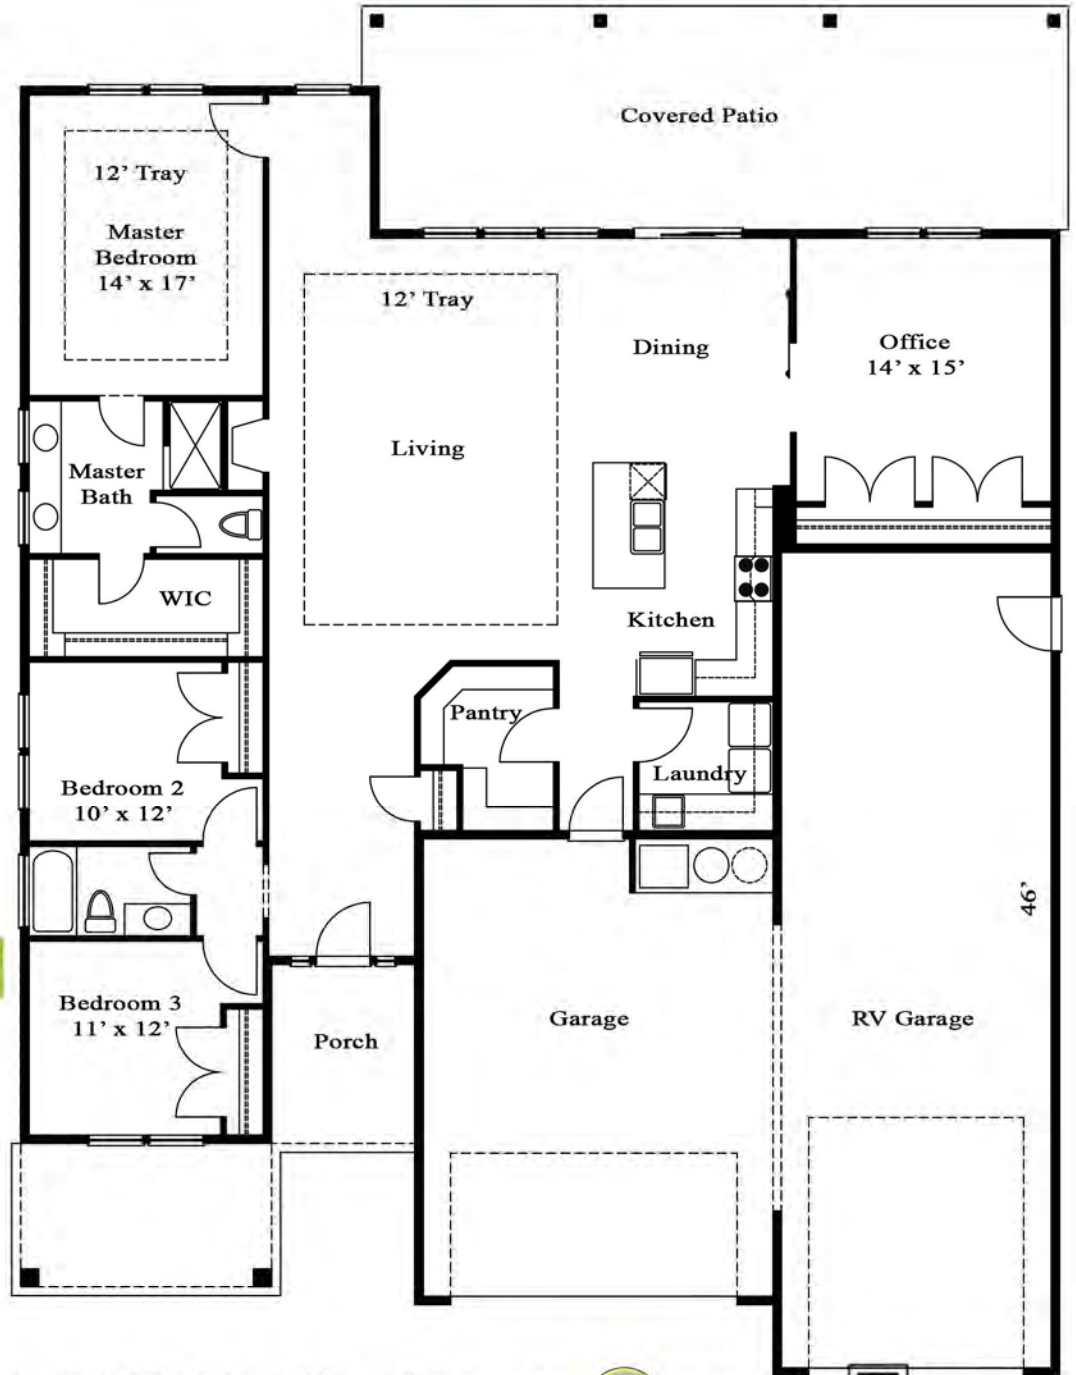 Covered Patio
12’ Tray
Master
Bedroom
14’ x 17’
12’ Tray
Dining
Office
14’ x 15’
Living
Master
Bath
WIC
Kitchen
Pantry
Laundry
Bedroom 2
10’ x 12’
46’
Bedroom 3
11’ x 12’
Porch
Garage
RV Garage